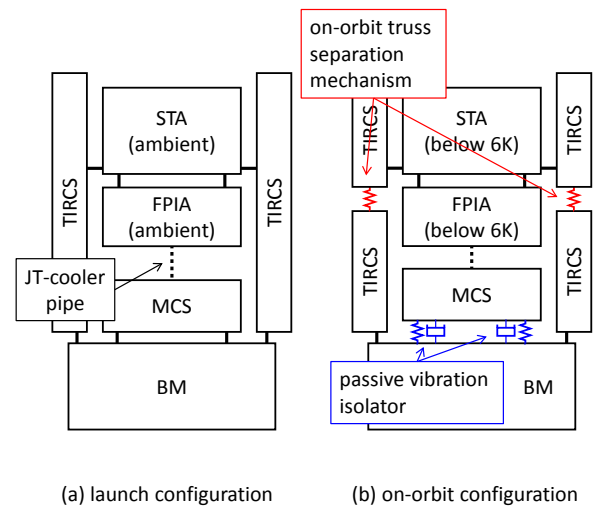 on-orbit truss
separation
mechanism
TIRCS
STA
(ambient)
FPIA
(ambient)
TIRCS
JT-cooler
pipe
MCS
BM
TIRCS
STA
(below 6K)
TIRCS
FPIA
(below 6K)
TIRCS
MCS
TIRCS
passive vibration
isolator
BM
(a) launch configuration
(b) on-orbit configuration